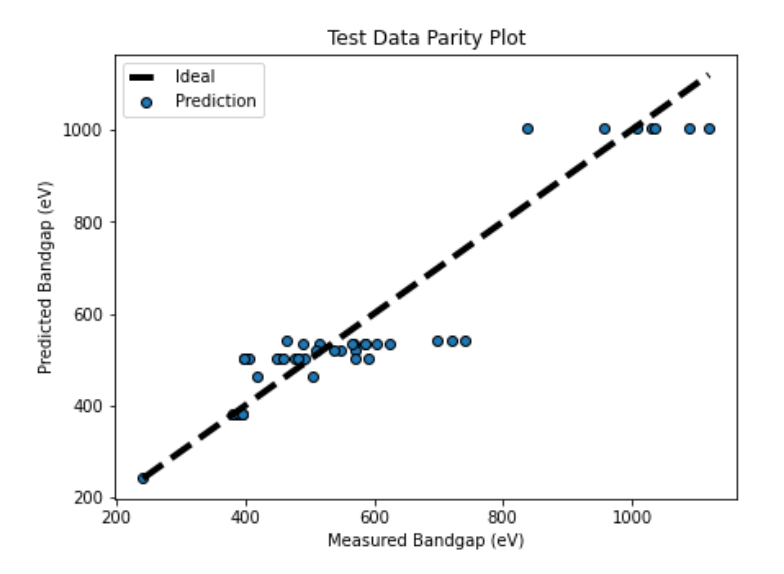 Test Data Parity Plot
Ideal
Prediction
Predicted Bandgap (eV)
1000
800
600
400
200
200 400 600 800 1000
Measured Bandgap (eV)